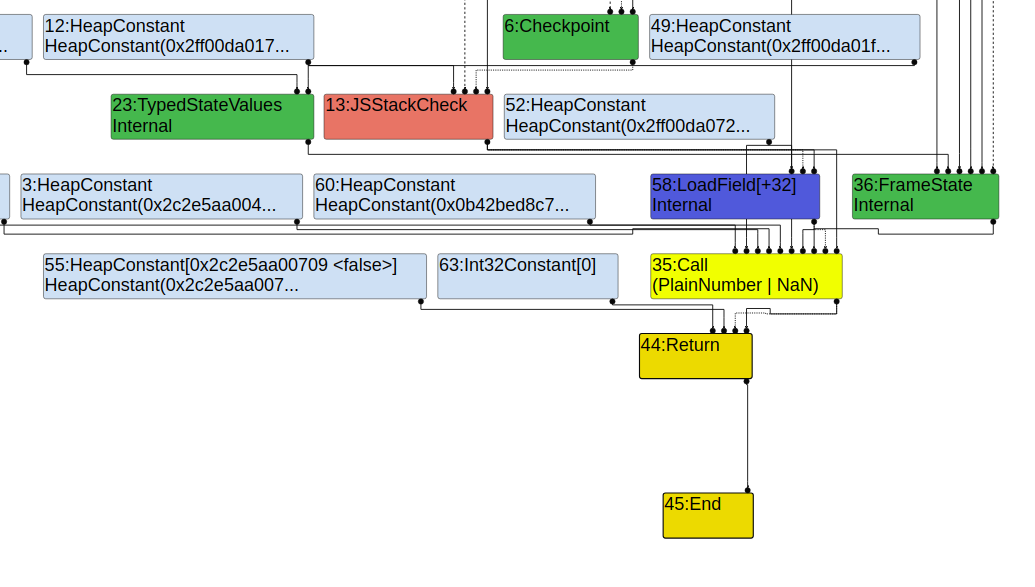 ..
12:HeapConstant
HeapConstant(0x2ff00da017...
6:Checkpoint
49:HeapConstant
HeapConstant(0x2ff00da01f...
23:TypedStateValues
Internal
13:JSStackCheck
52:HeapConstant
HeapConstant(0x2ff00da072...
3:HeapConstant
HeapConstant(0x2c2e5aa004...
60:HeapConstant
HeapConstant(0x0b42bed8c7...
58:LoadField[+32]
Internal
36:FrameState
Internal
55:HeapConstant[0x2c2e5aa00709 <false>]
HeapConstant(0x2c2e5aa007...
63:Int32Constant[0]
35:Call
(PlainNumber | NaN)
44:Return
45:End